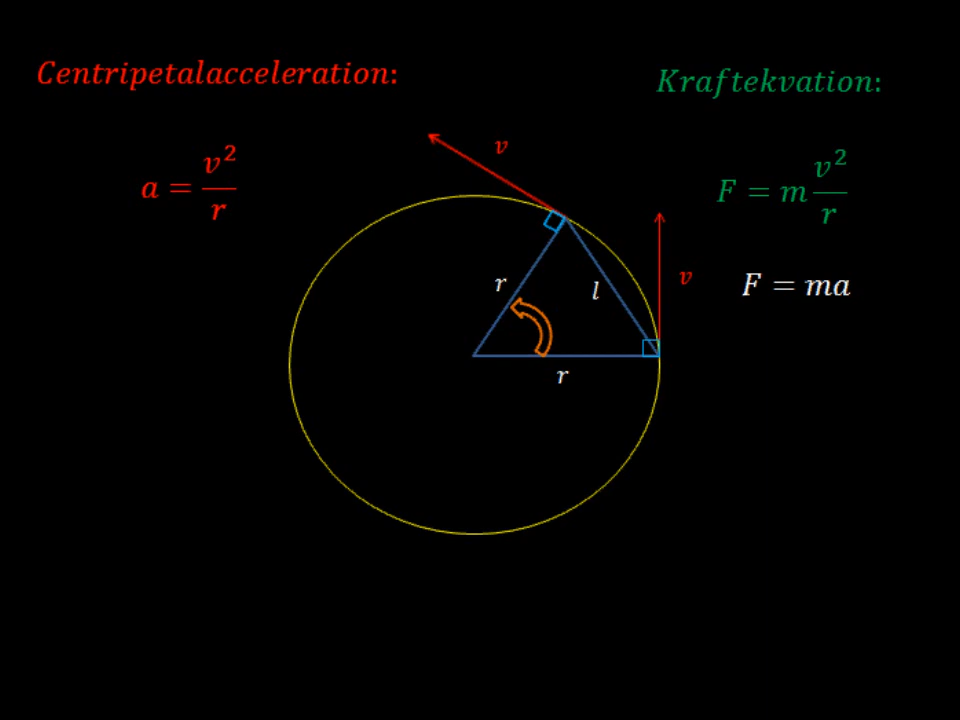 Centripetalacceleration:
Kraftekvation:
a = v²/r
F = m v²/r
F = ma
v
v
r
l
r